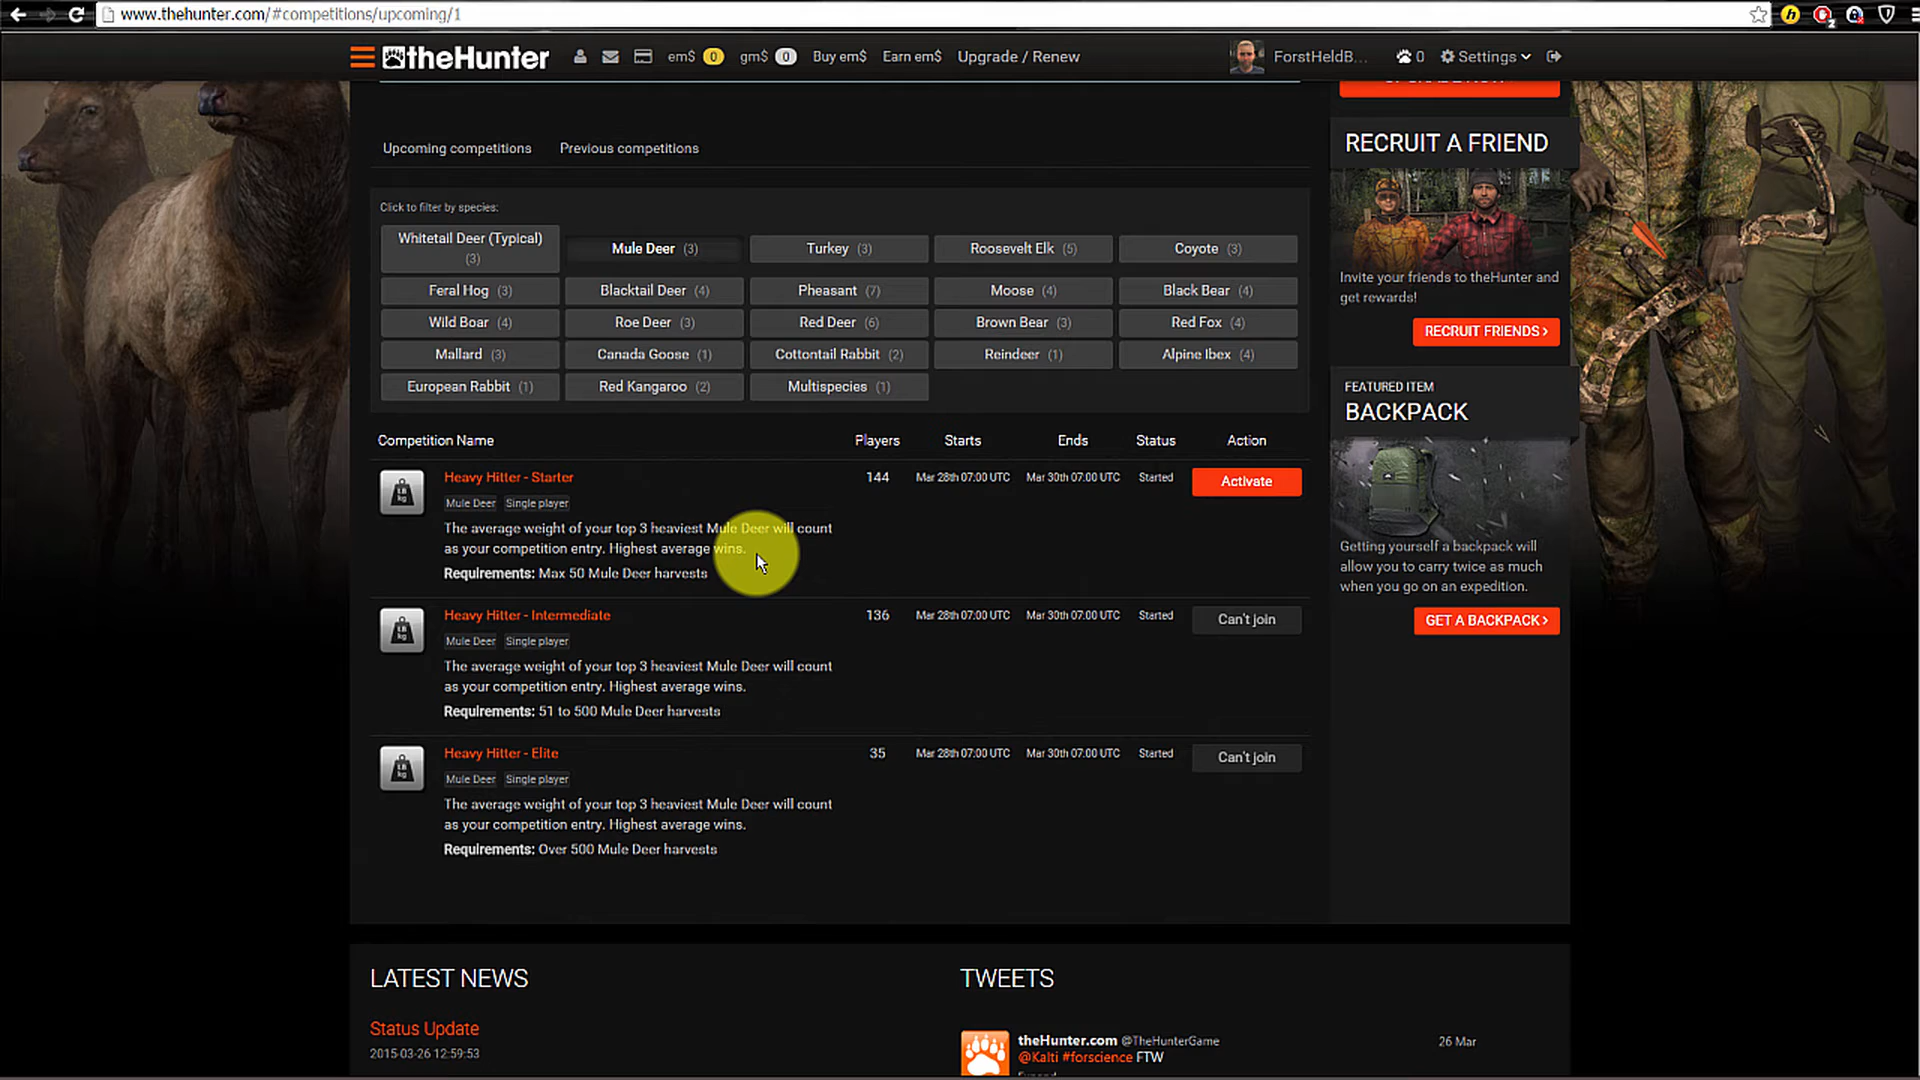 www.thehunter.com/#competitions/upcoming/1
theHunter em$ 0 gm$ 0 Buy em$ Earn em$ Upgrade / Renew ForstHeldB... 0 Settings
Upcoming competitions Previous competitions
Click to filter by species:
Whitetail Deer (Typical) (3)
Mule Deer (3)
Turkey (3)
Roosevelt Elk (5)
Coyote (3)
Feral Hog (3)
Blacktail Deer (4)
Pheasant (7)
Moose (4)
Black Bear (4)
Wild Boar (4)
Roe Deer (3)
Red Deer (6)
Brown Bear (3)
Red Fox (4)
Mallard (3)
Canada Goose (1)
Cottontail Rabbit (2)
Reindeer (1)
Alpine Ibex (4)
European Rabbit (1)
Red Kangaroo (2)
Multispecies (1)
Competition Name Players Starts Ends Status Action
Heavy Hitter - Starter 144 Mar 28th 07:00 UTC Mar 30th 07:00 UTC Started Activate
Mule Deer Single player
The average weight of your top 3 heaviest Mule Deer will count
as your competition entry. Highest average wins.
Requirements: Max 50 Mule Deer harvests
Heavy Hitter - Intermediate 136 Mar 28th 07:00 UTC Mar 30th 07:00 UTC Started Can't join
Mule Deer Single player
The average weight of your top 3 heaviest Mule Deer will count
as your competition entry. Highest average wins.
Requirements: 51 to 500 Mule Deer harvests
Heavy Hitter - Elite 35 Mar 28th 07:00 UTC Mar 30th 07:00 UTC Started Can't join
Mule Deer Single player
The average weight of your top 3 heaviest Mule Deer will count
as your competition entry. Highest average wins.
Requirements: Over 500 Mule Deer harvests
RECRUIT A FRIEND
Invite your friends to theHunter and
get rewards!
RECRUIT FRIENDS >
FEATURED ITEM
BACKPACK
Getting yourself a backpack will
allow you to carry twice as much
when you go on an expedition.
GET A BACKPACK >
LATEST NEWS
Status Update
2015-03-26 12:59:53
TWEETS
theHunter.com @TheHunterGame 26 Mar
@Kalti #forscience FTW